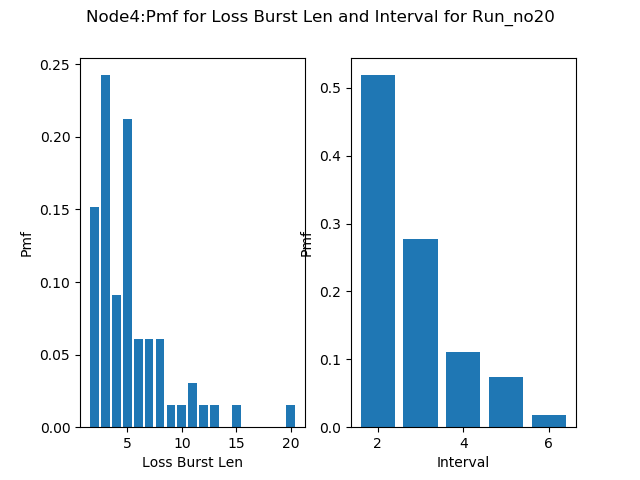 Node4:Pmf for Loss Burst Len and Interval for Run_no20
0.25
0.20
0.15
0.10
0.05
0.00
Pmf
5 10 15 20
Loss Burst Len
0.5
0.4
0.3
0.2
0.1
0.0
Pmf
2 4 6
Interval